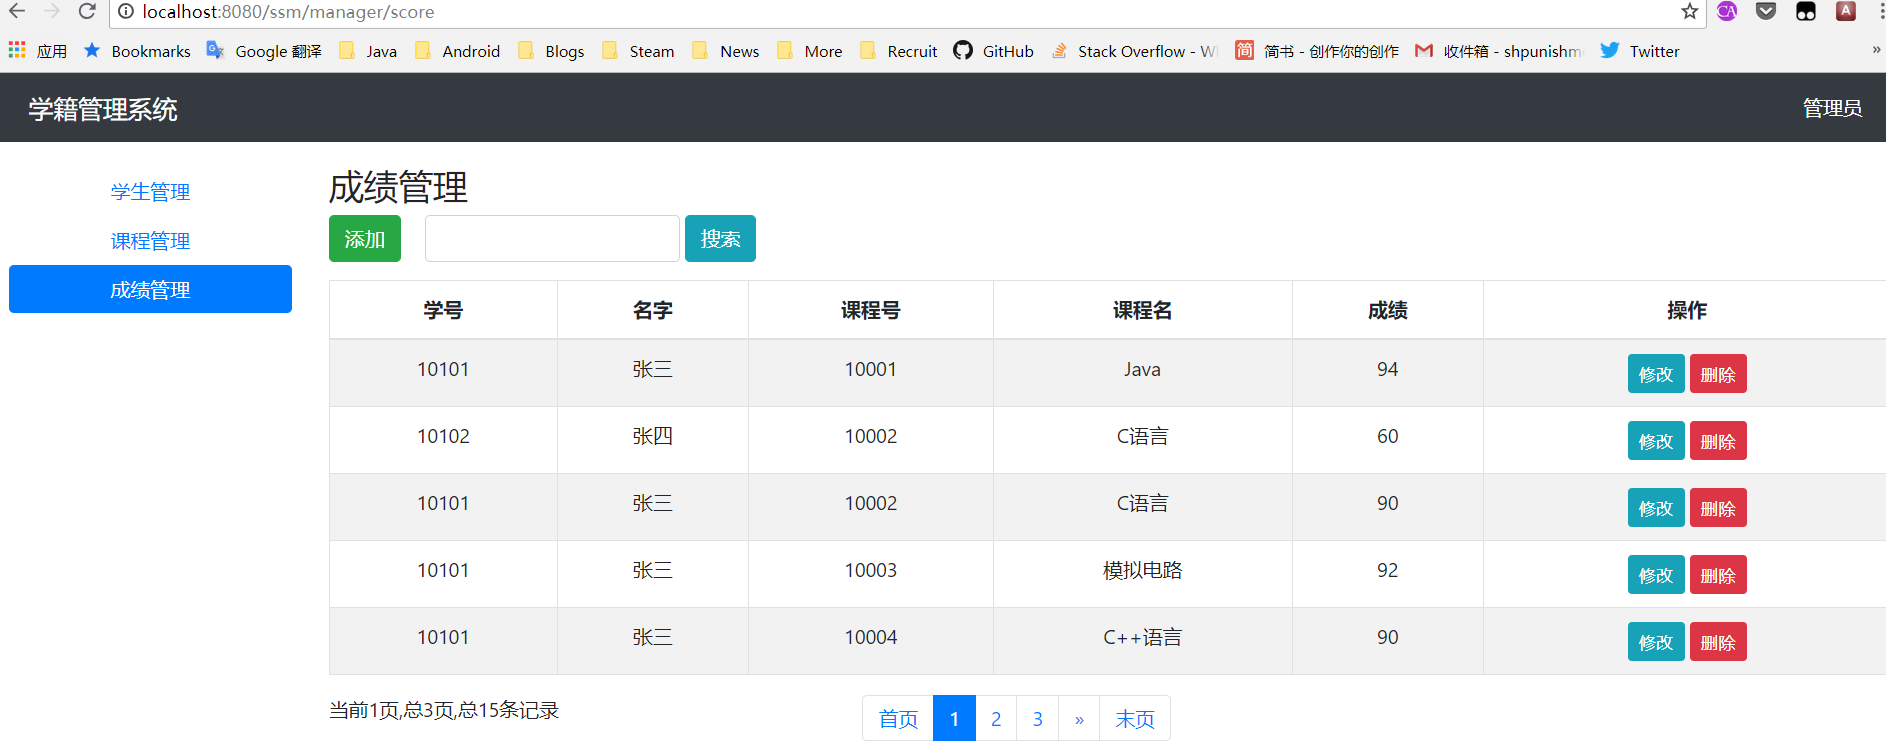 localhost:8080/ssm/manager/score
应用 Bookmarks Google 翻译 Java Android Blogs Steam News More Recruit GitHub Stack Overflow - 简书 - 创作你的创作 收件箱 - shpunishm Twitter »
学籍管理系统 管理员
学生管理
课程管理
成绩管理
成绩管理
添加 搜索
学号 名字 课程号 课程名 成绩 操作
10101 张三 10001 Java 94 修改 删除
10102 张四 10002 C语言 60 修改 删除
10101 张三 10002 C语言 90 修改 删除
10101 张三 10003 模拟电路 92 修改 删除
10101 张三 10004 C++语言 90 修改 删除
当前1页,总3页,总15条记录 首页 1 2 3 » 末页